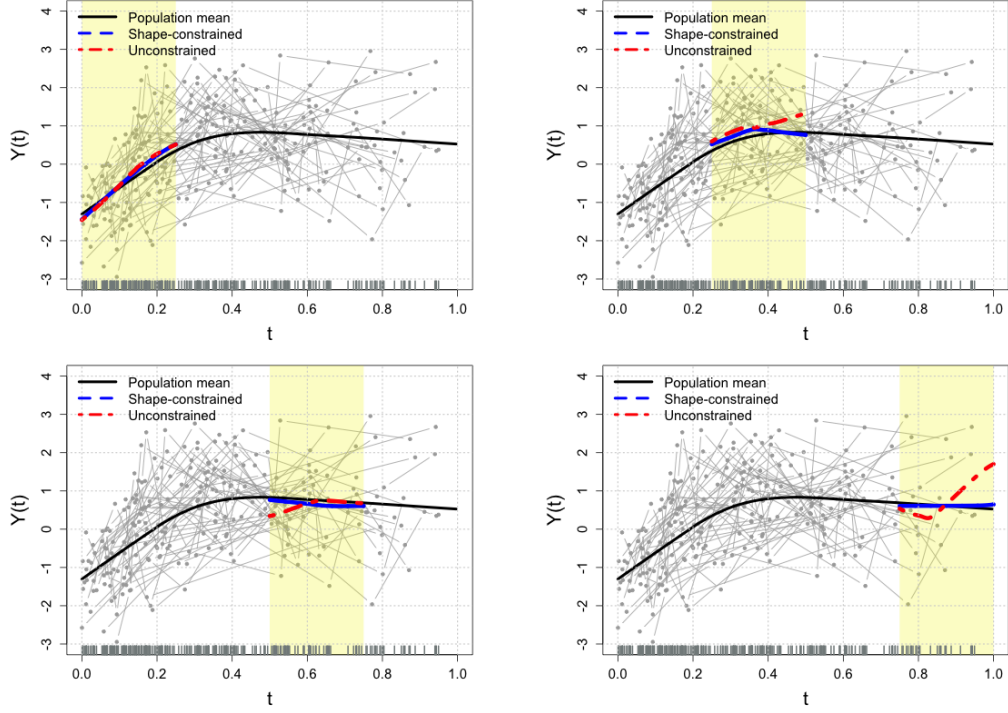 Population mean
Shape-constrained
Unconstrained
4
3
2
1
0
-1
-2
-3
Y(t)
0.0 0.2 0.4 0.6 0.8 1.0
t
Population mean
Shape-constrained
Unconstrained
4
3
2
1
0
-1
-2
-3
Y(t)
0.0 0.2 0.4 0.6 0.8 1.0
t
Population mean
Shape-constrained
Unconstrained
4
3
2
1
0
-1
-2
-3
Y(t)
0.0 0.2 0.4 0.6 0.8 1.0
t
Population mean
Shape-constrained
Unconstrained
4
3
2
1
0
-1
-2
-3
Y(t)
0.0 0.2 0.4 0.6 0.8 1.0
t